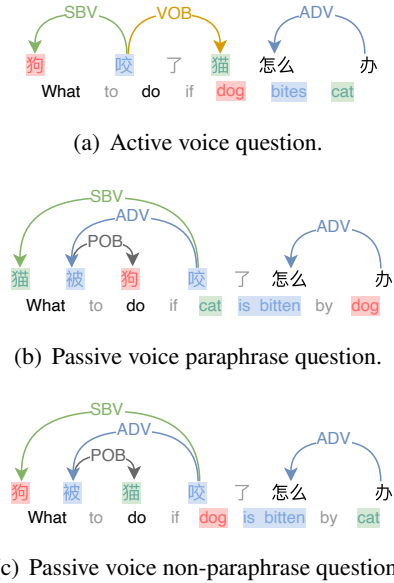 SBV VOB ADV
狗 咬 了 猫 怎么 办
What to do if dog bites cat
(a) Active voice question.
SBV
ADV ADV
POB
猫 被 狗 咬 了 怎么 办
What to do if cat is bitten by dog
(b) Passive voice paraphrase question.
SBV
ADV ADV
POB
狗 被 猫 咬 了 怎么 办
What to do if dog is bitten by cat
(c) Passive voice non-paraphrase question